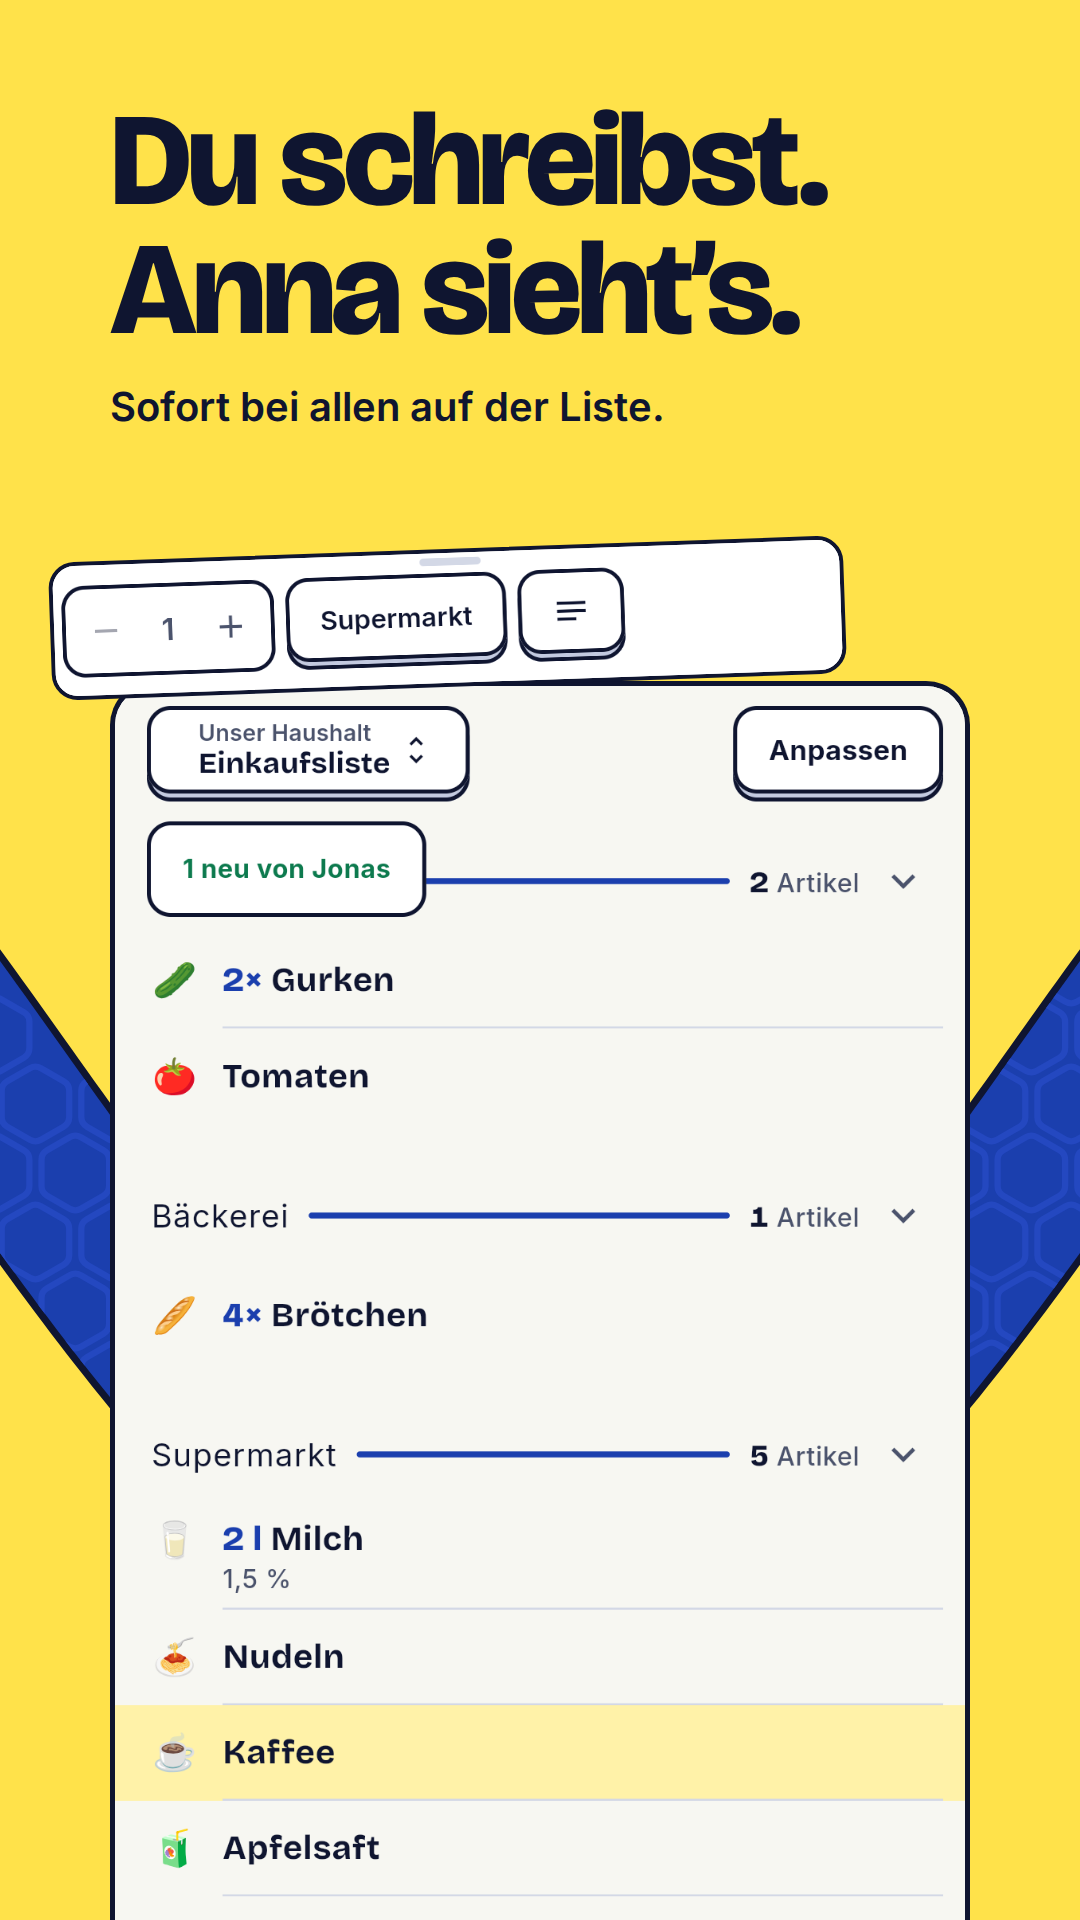 Du schreibst.
Anna sieht’s.
Sofort bei allen auf der Liste.
1
Supermarkt
Unser Haushalt
Einkaufsliste
Anpassen
1 neu von Jonas
2 Artikel
2× Gurken
Tomaten
Bäckerei
1 Artikel
4× Brötchen
Supermarkt
5 Artikel
2 l Milch
1,5 %
Nudeln
Kaffee
Apfelsaft